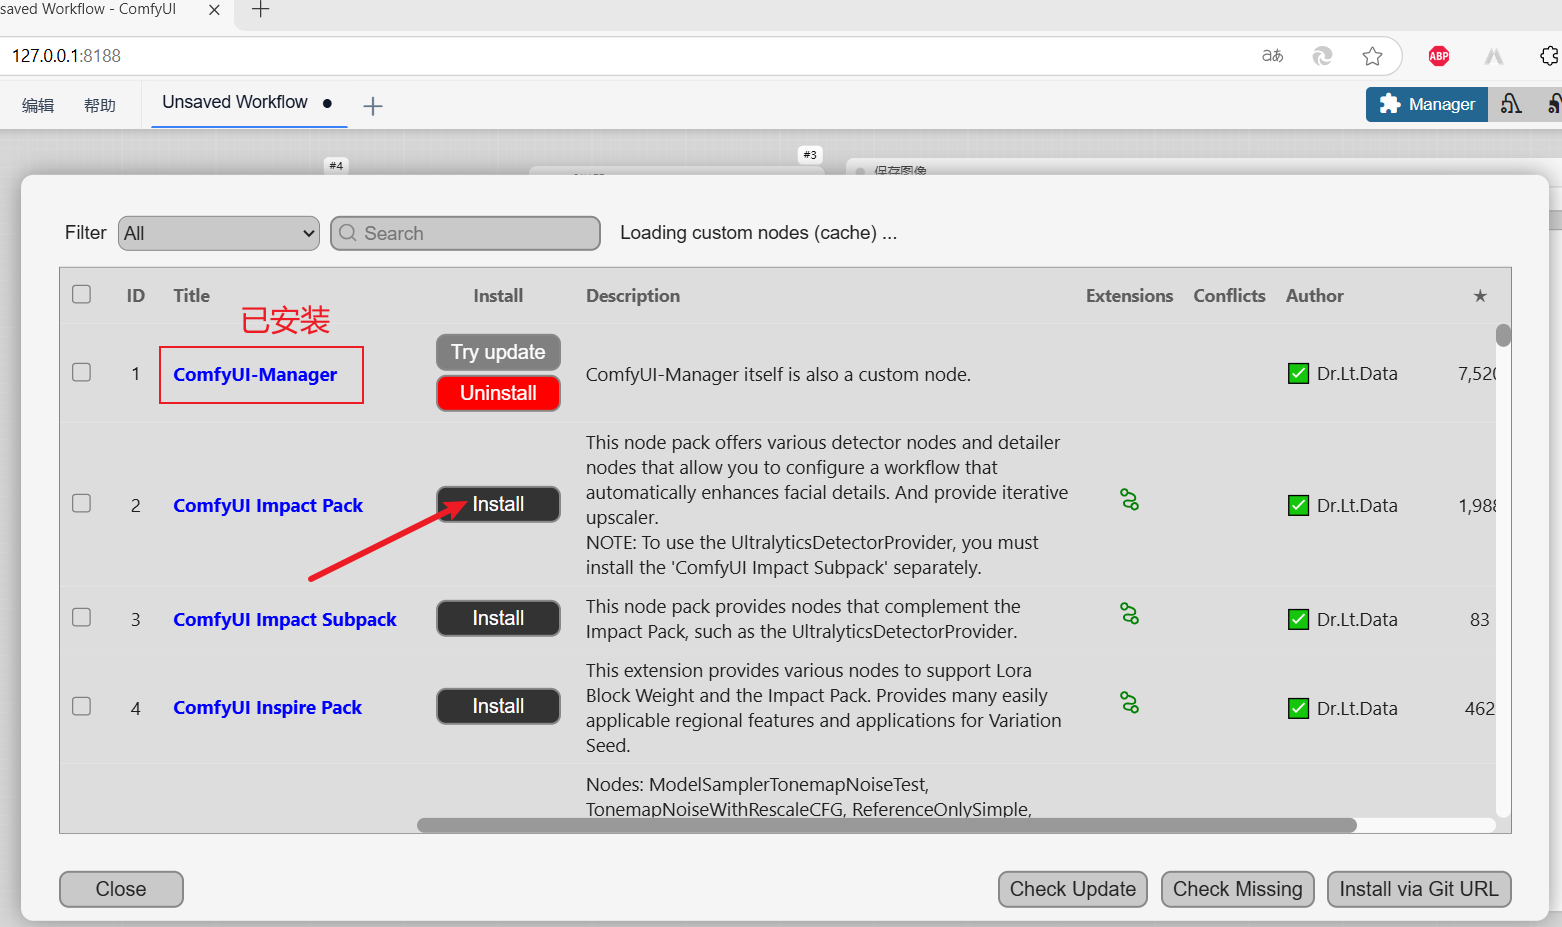 saved Workflow - ComfyUI
127.0.0.1:8188
aあ
ABP
编辑
帮助
Unsaved Workflow
Manager
#4
#3
保存图像
Filter
All
Search
Loading custom nodes (cache) ...
ID
Title
Install
Description
Extensions
Conflicts
Author
★
已安装
1
ComfyUI-Manager
Try update
Uninstall
ComfyUI-Manager itself is also a custom node.
Dr.Lt.Data
7,520
2
ComfyUI Impact Pack
Install
This node pack offers various detector nodes and detailer
nodes that allow you to configure a workflow that
automatically enhances facial details. And provide iterative
upscaler.
NOTE: To use the UltralyticsDetectorProvider, you must
install the 'ComfyUI Impact Subpack' separately.
Dr.Lt.Data
1,988
3
ComfyUI Impact Subpack
Install
This node pack provides nodes that complement the
Impact Pack, such as the UltralyticsDetectorProvider.
Dr.Lt.Data
83
4
ComfyUI Inspire Pack
Install
This extension provides various nodes to support Lora
Block Weight and the Impact Pack. Provides many easily
applicable regional features and applications for Variation
Seed.
Dr.Lt.Data
462
Nodes: ModelSamplerTonemapNoiseTest,
TonemapNoiseWithRescaleCFG, ReferenceOnlySimple,
Close
Check Update
Check Missing
Install via Git URL